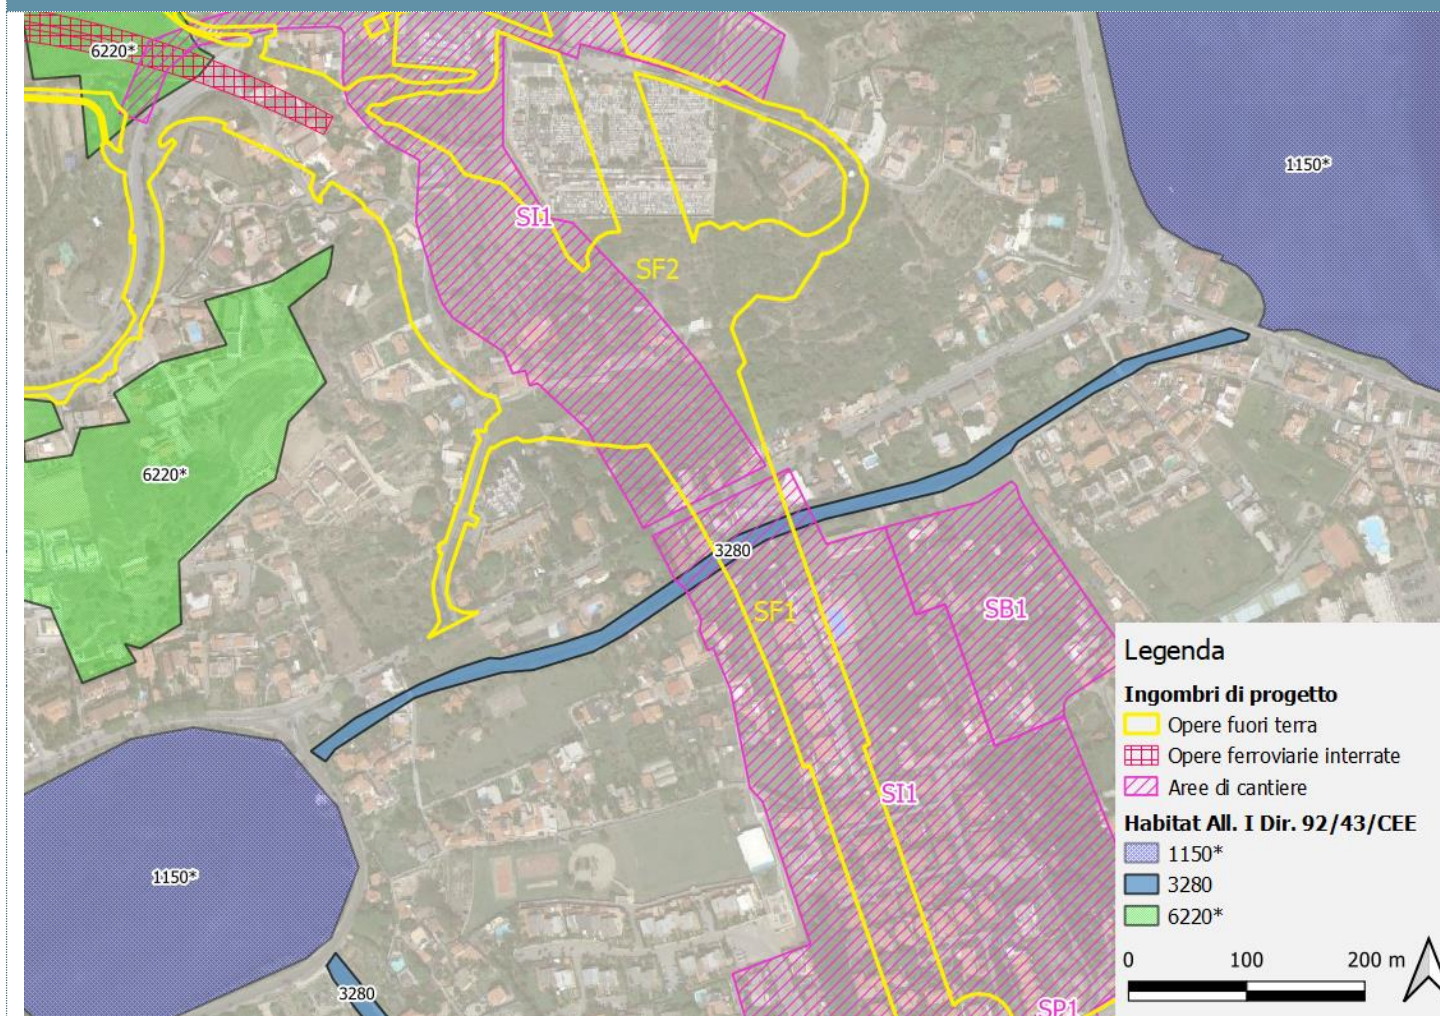 6220*
1150*
SI1
SF2
6220*
3280
SF1
SB1
SI1
1150*
3280
SP1
Legenda
Ingombri di progetto
Opere fuori terra
Opere ferroviarie interrate
Aree di cantiere
Habitat All. I Dir. 92/43/CEE
1150*
3280
6220*
0 100 200 m